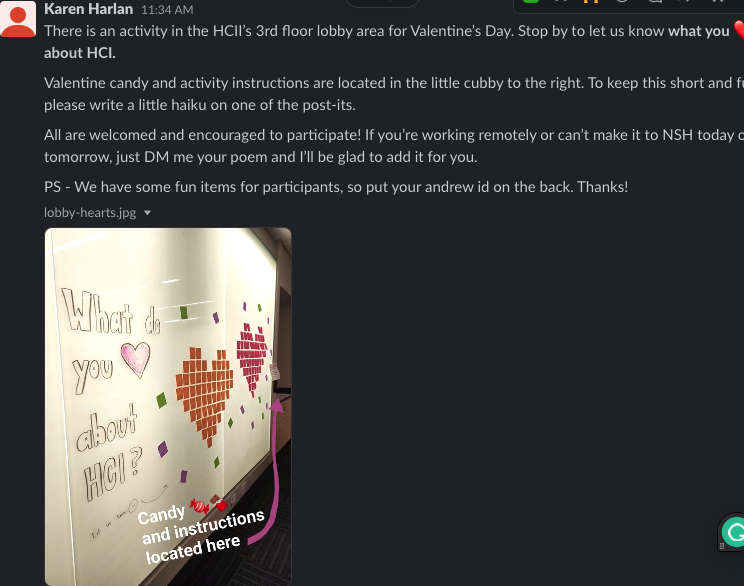 Karen Harlan 11:34 AM
There is an activity in the HCII's 3rd floor lobby area for Valentine's Day. Stop by to let us know what you
about HCI.
Valentine candy and activity instructions are located in the little cubby to the right. To keep this short and fu
please write a little haiku on one of the post-its.
All are welcomed and encouraged to participate! If you're working remotely or can't make it to NSH today o
tomorrow, just DM me your poem and I'll be glad to add it for you.
PS - We have some fun items for participants, so put your andrew id on the back. Thanks!
lobby-hearts.jpg
What do
you
about
HCI?
Candy
and instructions
located here